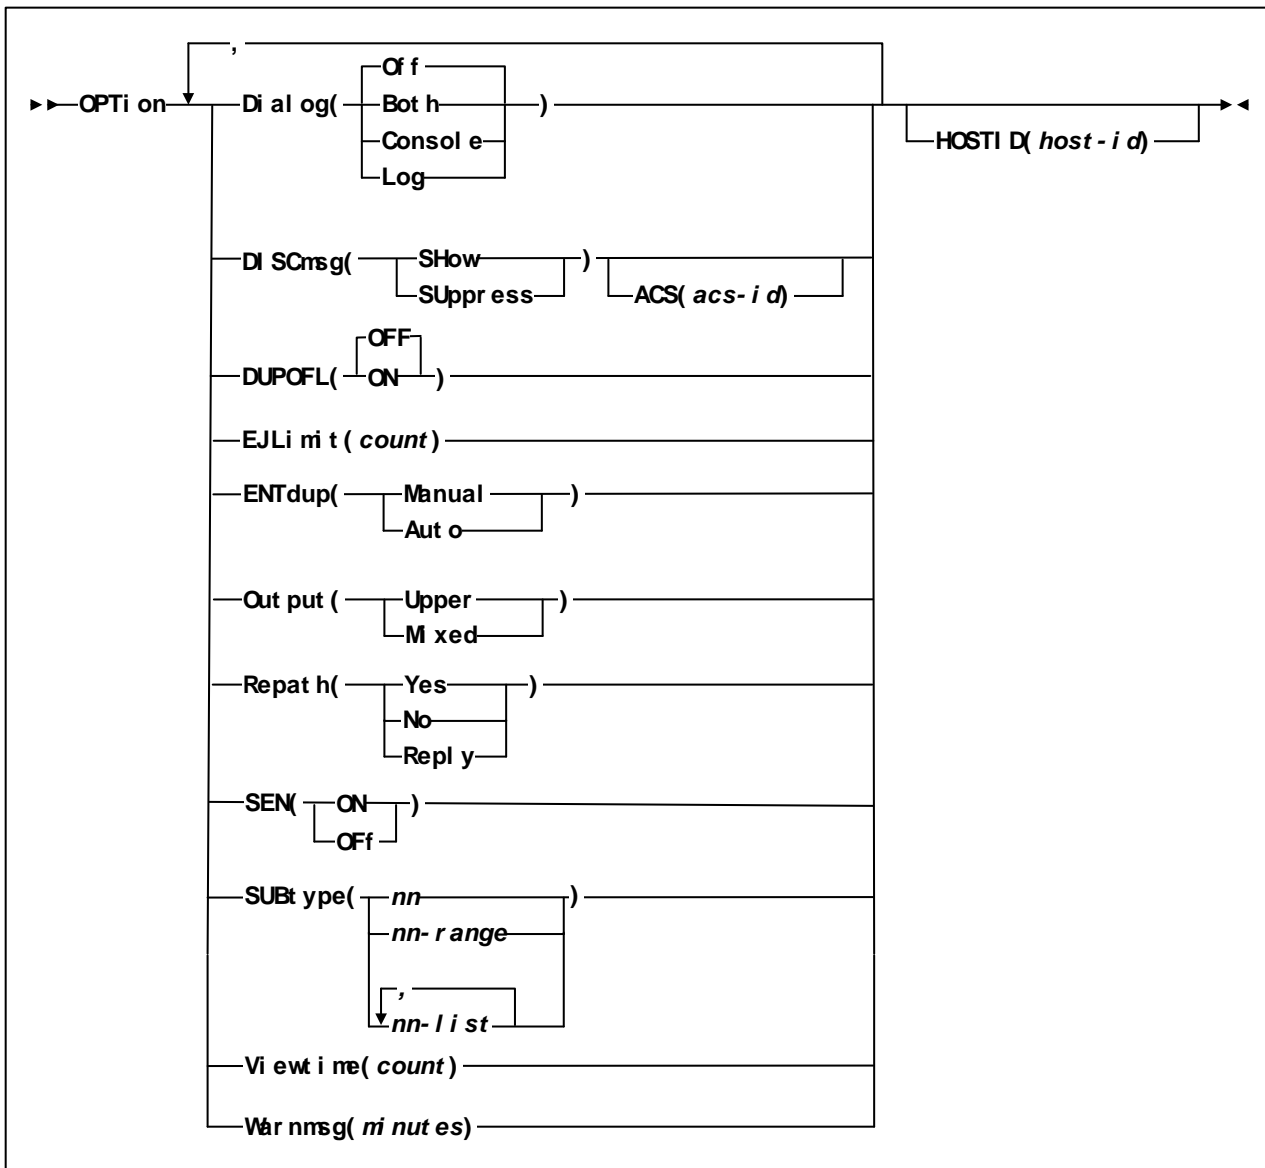 ,
Off
OPTion Dialog( Both )
Console
HOSTID(host-id)
Log
DISCmsg( SHow )
SUppress
ACS(acs-id)
OFF
DUPOFL( ON )
EJLimit(count)
ENTdup( Manual )
Auto
Output( Upper )
Mixed
Repath( Yes )
No
Reply
SEN( ON )
OFf
SUBtype( nn )
nn-range
,
nn-list
Viewtime(count)
Warnmsg(minutes)